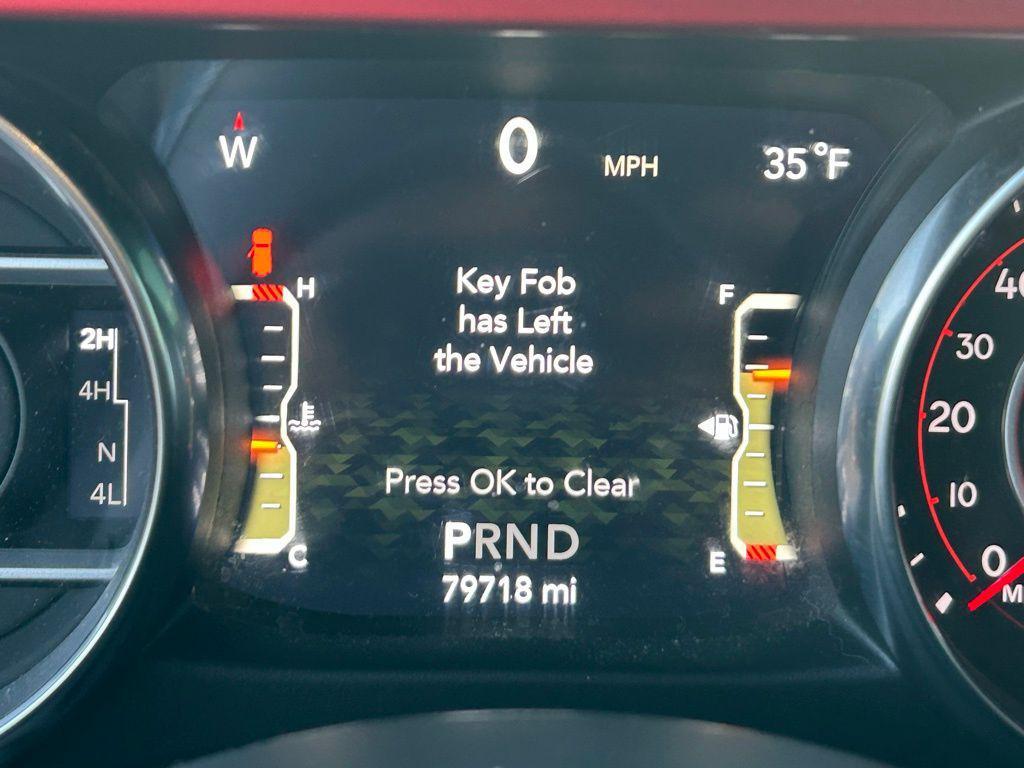 W
0 MPH
35°F
H
Key Fob
has Left
the Vehicle
F
2H
4H
N
4L
Press OK to Clear
C
PRND
E
79718 mi
40
30
20
10
0